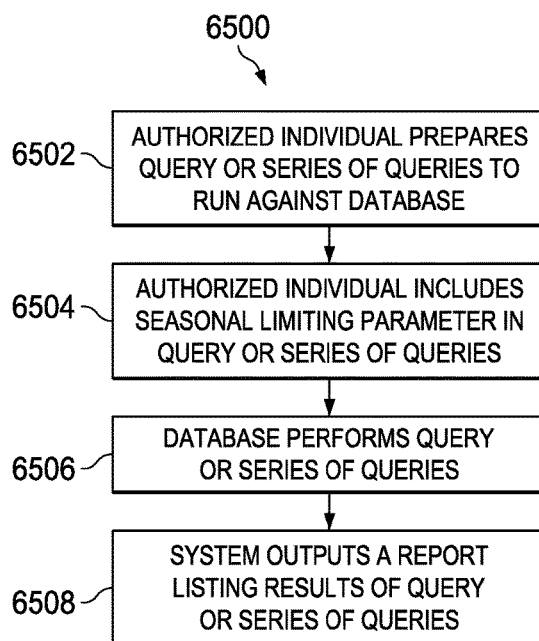 6500
6502
AUTHORIZED INDIVIDUAL PREPARES
QUERY OR SERIES OF QUERIES TO
RUN AGAINST DATABASE
6504
AUTHORIZED INDIVIDUAL INCLUDES
SEASONAL LIMITING PARAMETER IN
QUERY OR SERIES OF QUERIES
6506
DATABASE PERFORMS QUERY
OR SERIES OF QUERIES
6508
SYSTEM OUTPUTS A REPORT
LISTING RESULTS OF QUERY
OR SERIES OF QUERIES